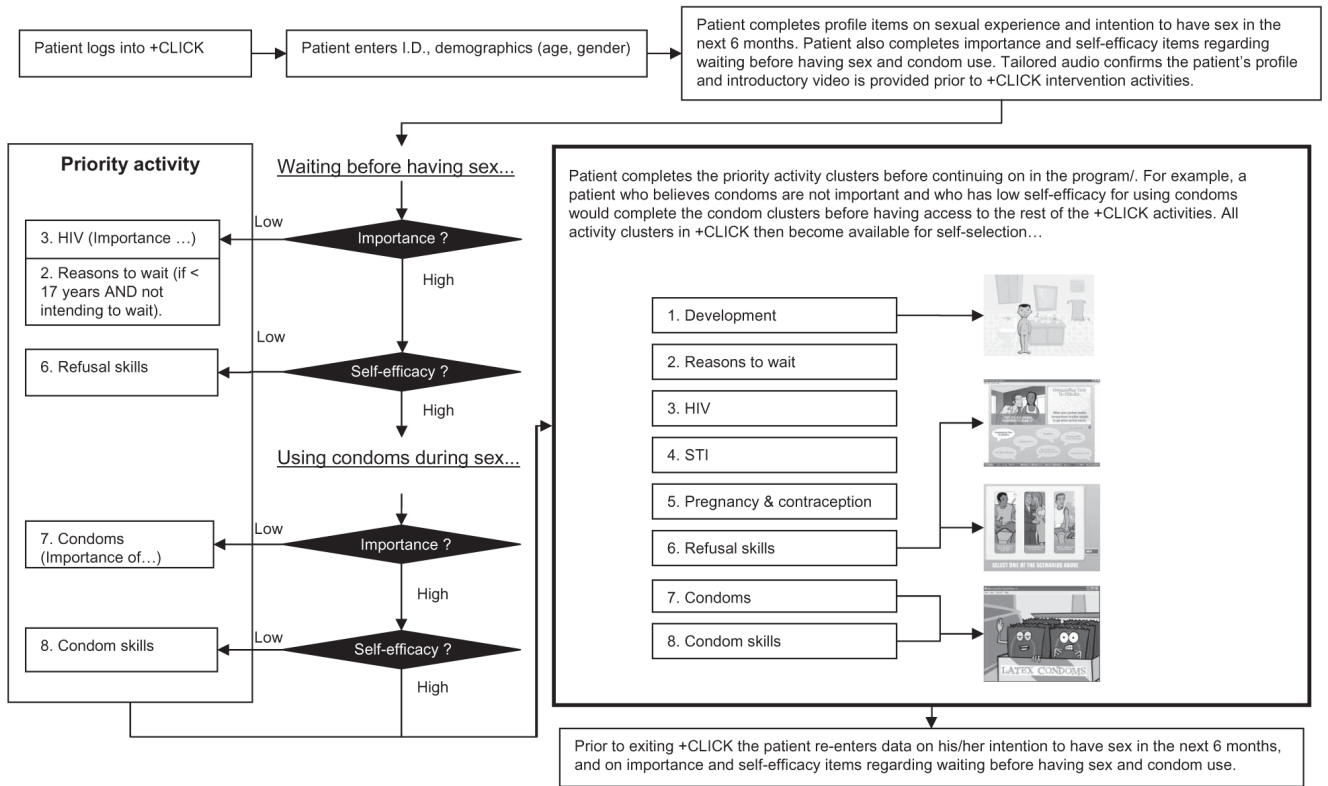 Patient logs into +CLICK
Patient enters I.D., demographics (age, gender)
Patient completes profile items on sexual experience and intention to have sex in the
next 6 months. Patient also completes importance and self-efficacy items regarding
waiting before having sex and condom use. Tailored audio confirms the patient’s profile
and introductory video is provided prior to +CLICK intervention activities.
Priority activity
3. HIV (Importance …)
2. Reasons to wait (if <
17 years AND not
intending to wait).
6. Refusal skills
7. Condoms
(Importance of…)
8. Condom skills
Waiting before having sex...
Low
Importance ?
High
Low
Self-efficacy ?
High
Using condoms during sex...
Low
Importance ?
High
Low
Self-efficacy ?
High
Patient completes the priority activity clusters before continuing on in the program/. For example, a
patient who believes condoms are not important and who has low self-efficacy for using condoms
would complete the condom clusters before having access to the rest of the +CLICK activities. All
activity clusters in +CLICK then become available for self-selection…
1. Development
2. Reasons to wait
3. HIV
4. STI
5. Pregnancy & contraception
6. Refusal skills
7. Condoms
8. Condom skills
SELECT ONE OF THE SCENARIOS ABOVE
LATEX CONDOMS
Prior to exiting +CLICK the patient re-enters data on his/her intention to have sex in the next 6 months,
and on importance and self-efficacy items regarding waiting before having sex and condom use.